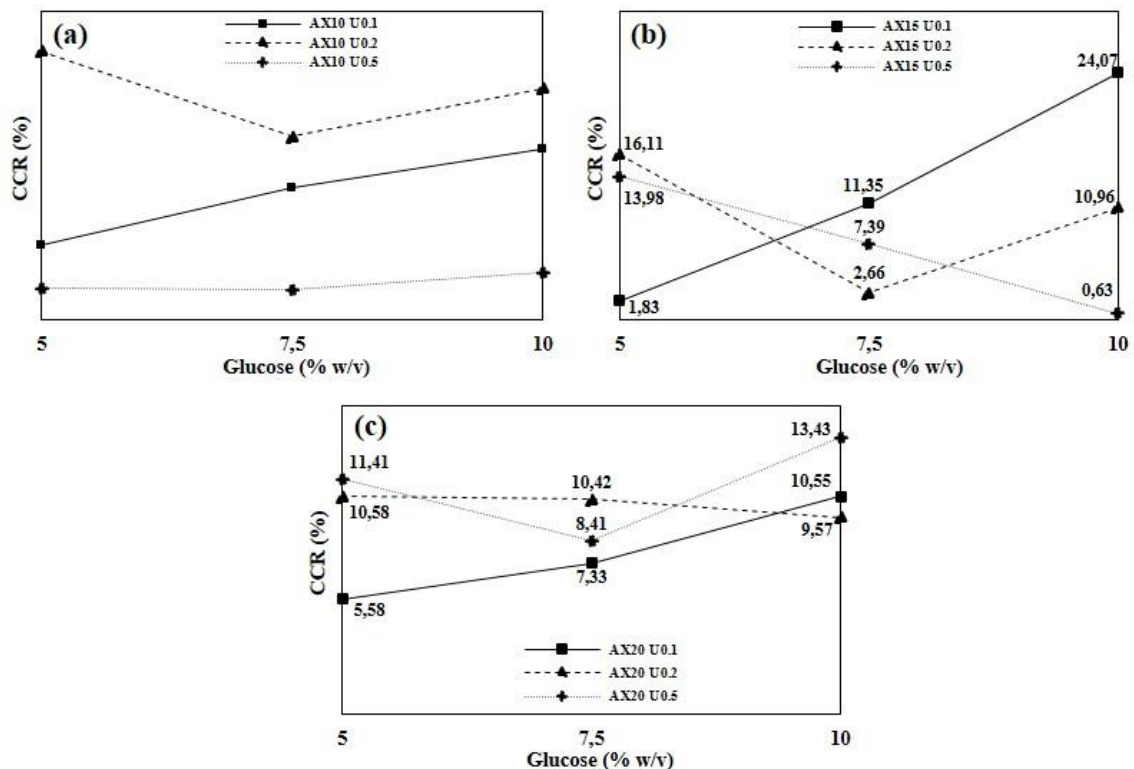 (a)
AX10 U0.1
AX10 U0.2
AX10 U0.5
CCR (%)
5
7,5
10
Glucose (% w/v)
(b)
AX15 U0.1
AX15 U0.2
AX15 U0.5
24,07
16,11
13,98
11,35
10,96
7,39
2,66
1,83
0,63
CCR (%)
5
7,5
10
Glucose (% w/v)
(c)
13,43
11,41
10,42
10,55
10,58
8,41
9,57
7,33
5,58
CCR (%)
AX20 U0.1
AX20 U0.2
AX20 U0.5
5
7,5
10
Glucose (% w/v)